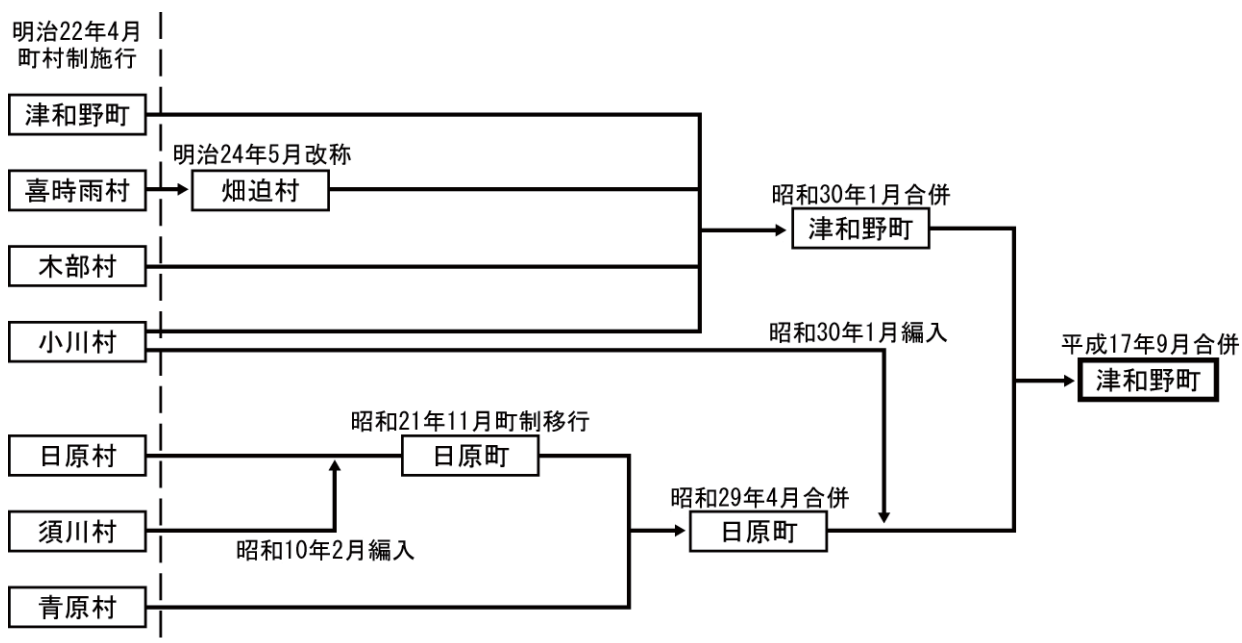 明治22年4月
町村制施行
津和野町
明治24年5月改称
喜時雨村
畑迫村
昭和30年1月合併
津和野町
木部村
小川村
昭和30年1月編入
平成17年9月合併
津和野町
昭和21年11月町制移行
日原村
日原町
昭和29年4月合併
須川村
日原町
昭和10年2月編入
青原村